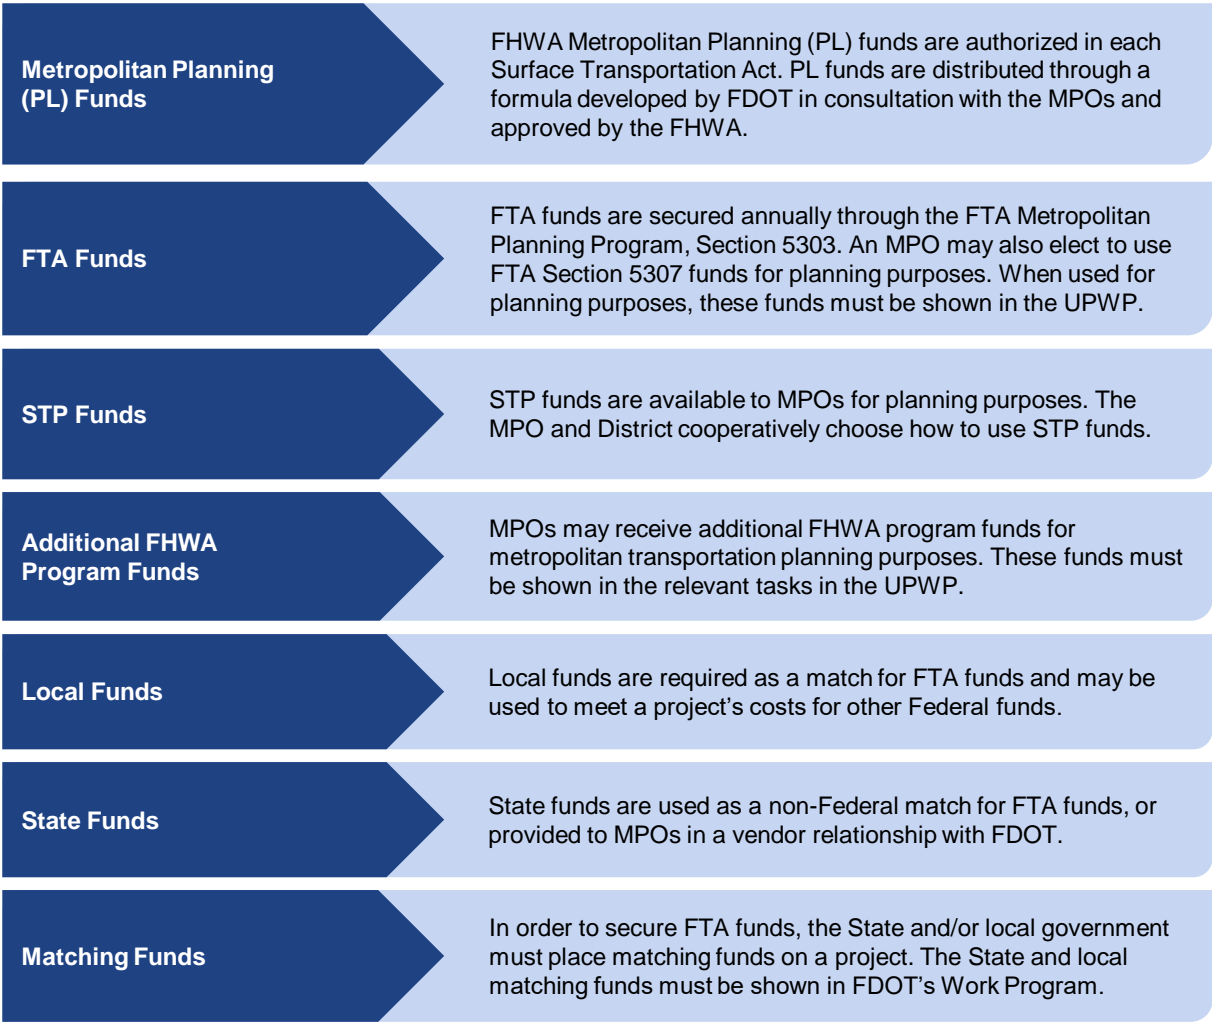 Metropolitan Planning
(PL) Funds
FHWA Metropolitan Planning (PL) funds are authorized in each
Surface Transportation Act. PL funds are distributed through a
formula developed by FDOT in consultation with the MPOs and
approved by the FHWA.
FTA Funds
FTA funds are secured annually through the FTA Metropolitan
Planning Program, Section 5303. An MPO may also elect to use
FTA Section 5307 funds for planning purposes. When used for
planning purposes, these funds must be shown in the UPWP.
STP Funds
STP funds are available to MPOs for planning purposes. The
MPO and District cooperatively choose how to use STP funds.
Additional FHWA
Program Funds
MPOs may receive additional FHWA program funds for
metropolitan transportation planning purposes. These funds must
be shown in the relevant tasks in the UPWP.
Local Funds
Local funds are required as a match for FTA funds and may be
used to meet a project’s costs for other Federal funds.
State Funds
State funds are used as a non-Federal match for FTA funds, or
provided to MPOs in a vendor relationship with FDOT.
Matching Funds
In order to secure FTA funds, the State and/or local government
must place matching funds on a project. The State and local
matching funds must be shown in FDOT’s Work Program.